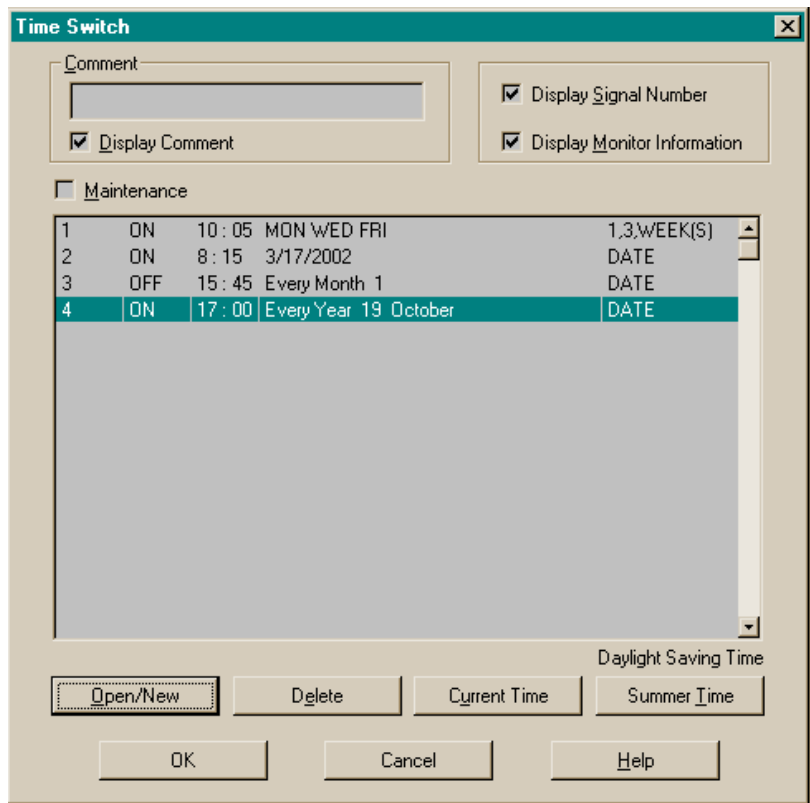 Time Switch
Comment
Display Comment
Display Signal Number
Display Monitor Information
Maintenance
1 ON 10 : 05 MON WED FRI 1,3,WEEK(S)
2 ON 8 : 15 3/17/2002 DATE
3 OFF 15 : 45 Every Month 1 DATE
4 ON 17 : 00 Every Year 19 October DATE
Daylight Saving Time
Open/New Delete Current Time Summer Time
OK Cancel Help